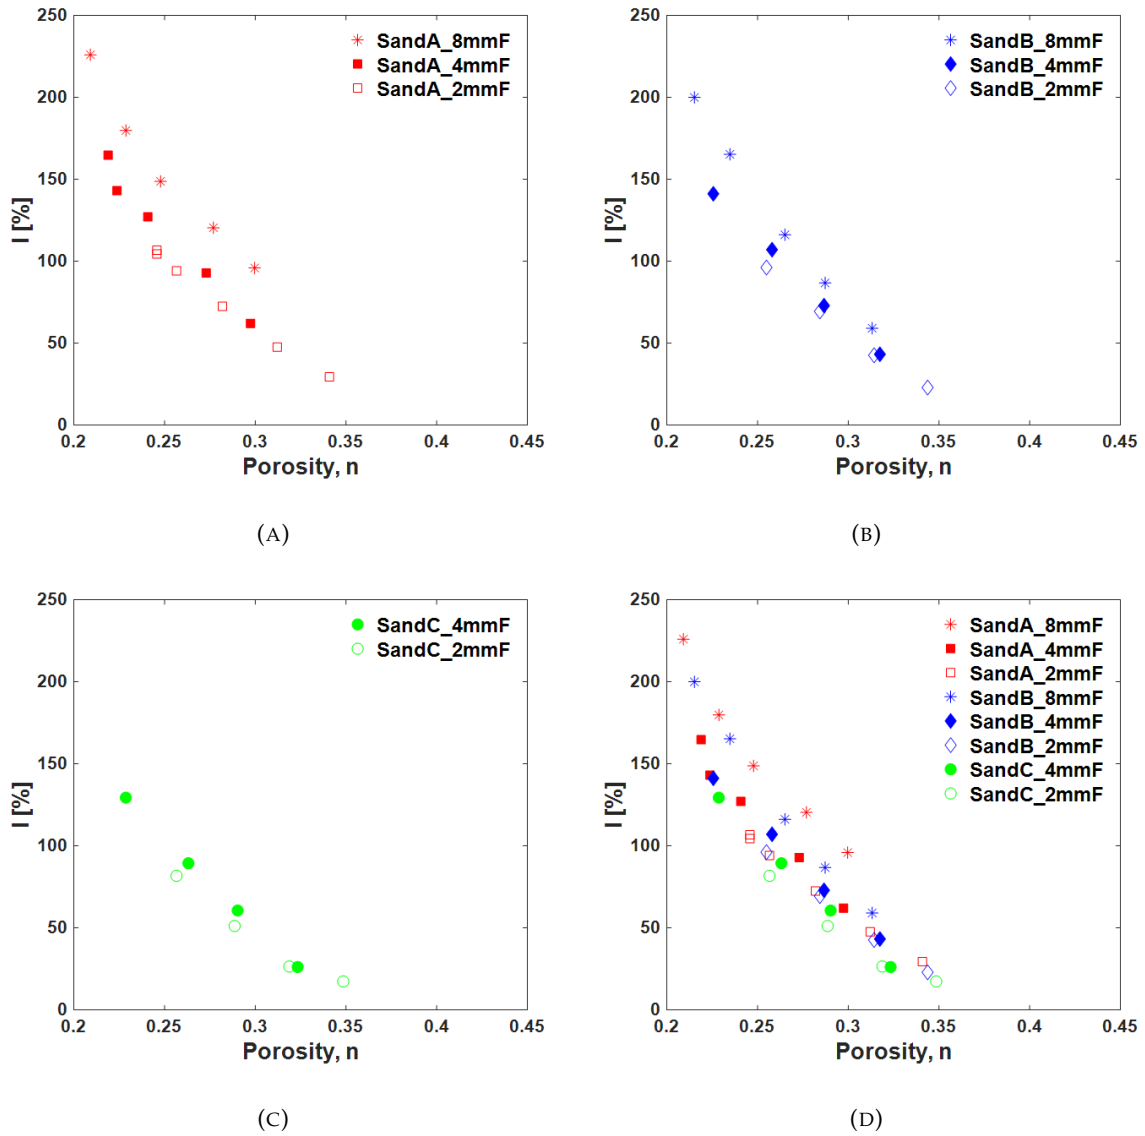 250
200
150
100
50
0
I [%]
0.2 0.25 0.3 0.35 0.4 0.45
Porosity, n
SandA_8mmF
SandA_4mmF
SandA_2mmF
(A)
250
200
150
100
50
0
I [%]
0.2 0.25 0.3 0.35 0.4 0.45
Porosity, n
SandB_8mmF
SandB_4mmF
SandB_2mmF
(B)
250
200
150
100
50
0
I [%]
0.2 0.25 0.3 0.35 0.4 0.45
Porosity, n
SandC_4mmF
SandC_2mmF
(C)
250
200
150
100
50
0
I [%]
0.2 0.25 0.3 0.35 0.4 0.45
Porosity, n
SandA_8mmF
SandA_4mmF
SandA_2mmF
SandB_8mmF
SandB_4mmF
SandB_2mmF
SandC_4mmF
SandC_2mmF
(D)